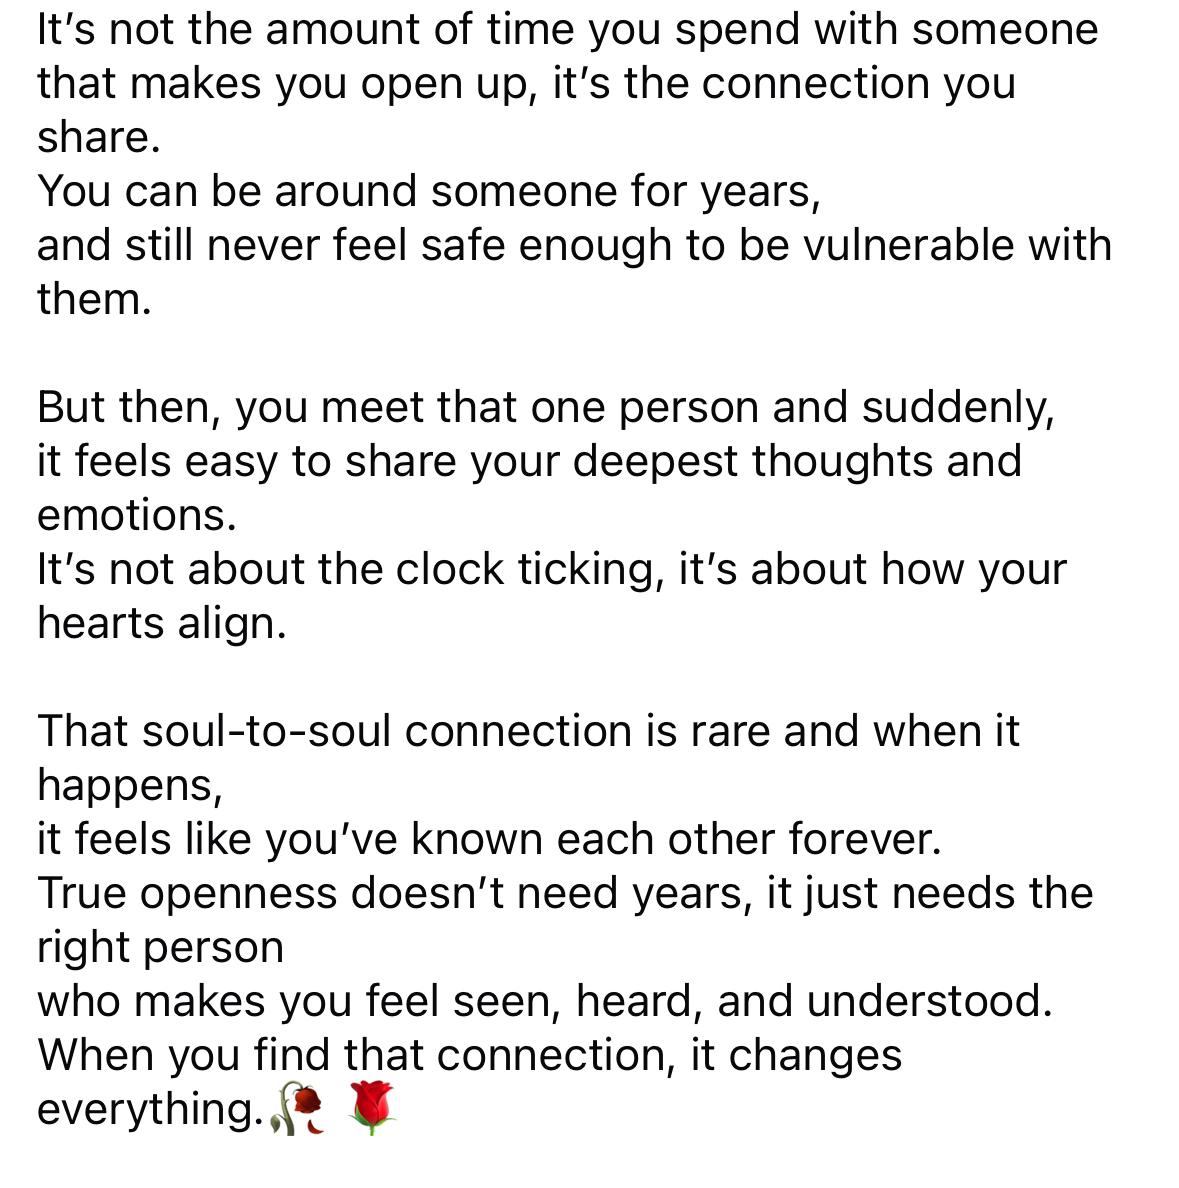 It’s not the amount of time you spend with someone
that makes you open up, it’s the connection you
share.
You can be around someone for years,
and still never feel safe enough to be vulnerable with
them.
But then, you meet that one person and suddenly,
it feels easy to share your deepest thoughts and
emotions.
It’s not about the clock ticking, it’s about how your
hearts align.
That soul-to-soul connection is rare and when it
happens,
it feels like you’ve known each other forever.
True openness doesn’t need years, it just needs the
right person
who makes you feel seen, heard, and understood.
When you find that connection, it changes
everything.🥀 🌹